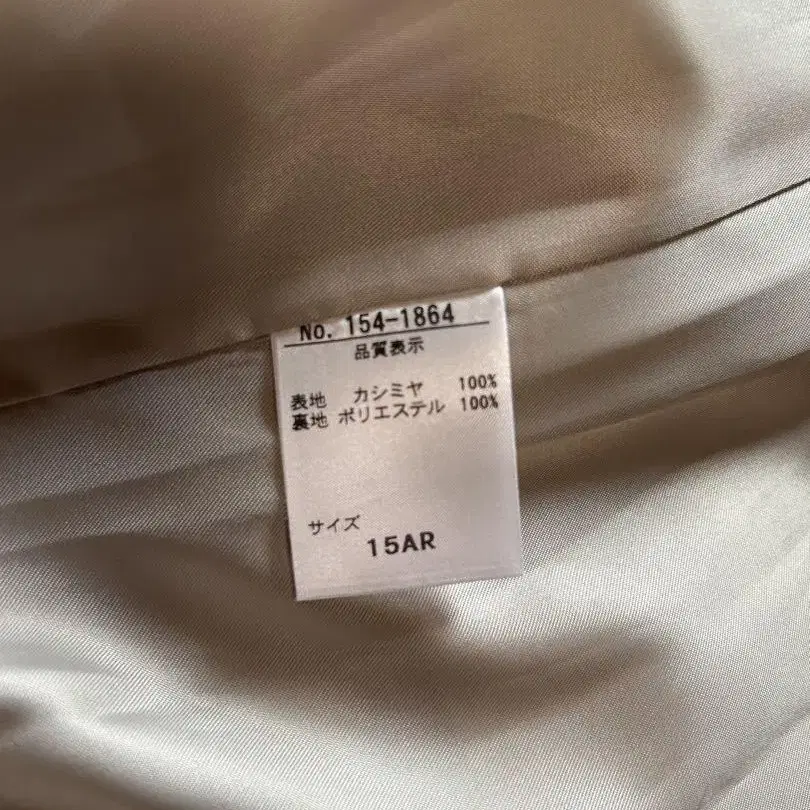 No. 154-1864
品質表示
表地 カシミヤ 100%
裏地 ポリエステル 100%
サイズ
15AR